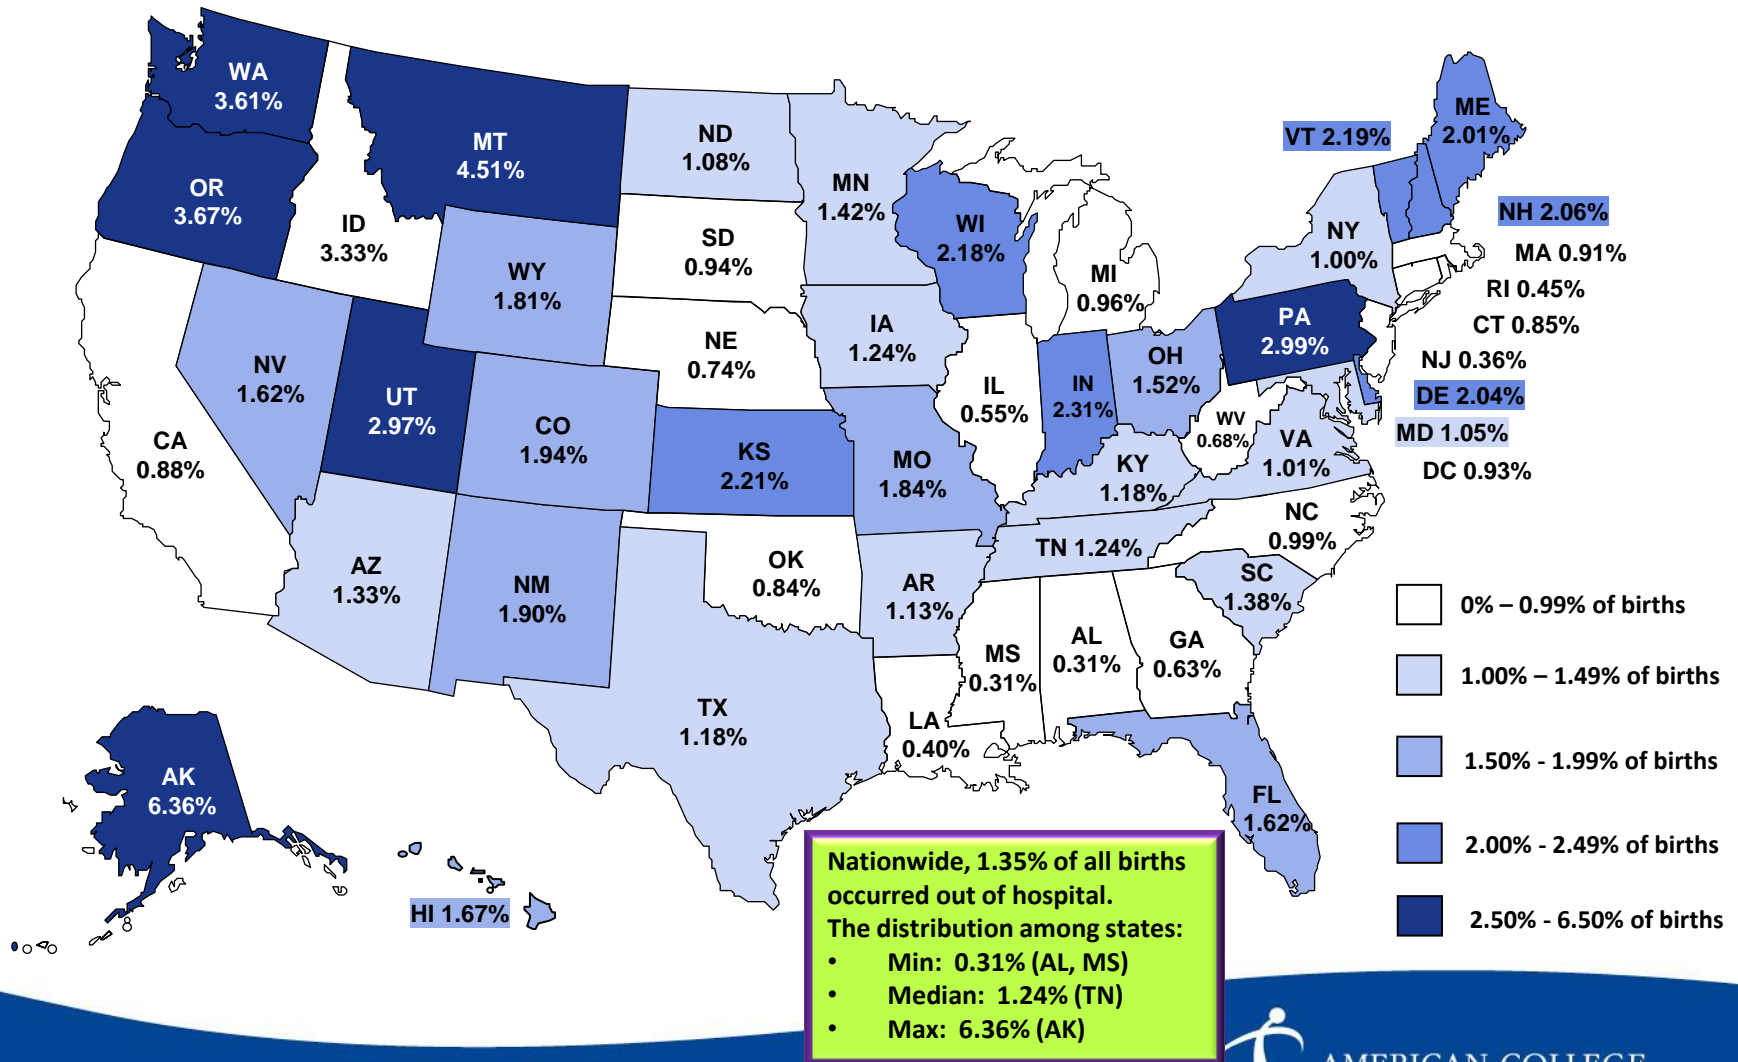 WA
3.61%
MT
4.51%
ND
1.08%
ME
2.01%
VT 2.19%
OR
3.67%
ID
3.33%
MN
1.42%
NH 2.06%
WI
2.18%
SD
0.94%
NY
1.00%
MA 0.91%
WY
1.81%
MI
0.96%
RI 0.45%
CT 0.85%
IA
1.24%
PA
2.99%
NE
0.74%
NV
1.62%
OH
1.52%
NJ 0.36%
UT
2.97%
IL
0.55%
IN
2.31%
DE 2.04%
CO
1.94%
CA
0.88%
WV
0.68%
MD 1.05%
VA
1.01%
KS
2.21%
MO
1.84%
KY
1.18%
DC 0.93%
NC
0.99%
TN 1.24%
AZ
1.33%
NM
1.90%
OK
0.84%
AR
1.13%
SC
1.38%
MS
0.31%
AL
0.31%
GA
0.63%
TX
1.18%
LA
0.40%
AK
6.36%
FL
1.62%
HI 1.67%
0% – 0.99% of births
1.00% – 1.49% of births
1.50% - 1.99% of births
2.00% - 2.49% of births
2.50% - 6.50% of births
Nationwide, 1.35% of all births
occurred out of hospital.
The distribution among states:
• Min: 0.31% (AL, MS)
• Median: 1.24% (TN)
• Max: 6.36% (AK)
AMERICAN COLLEGE